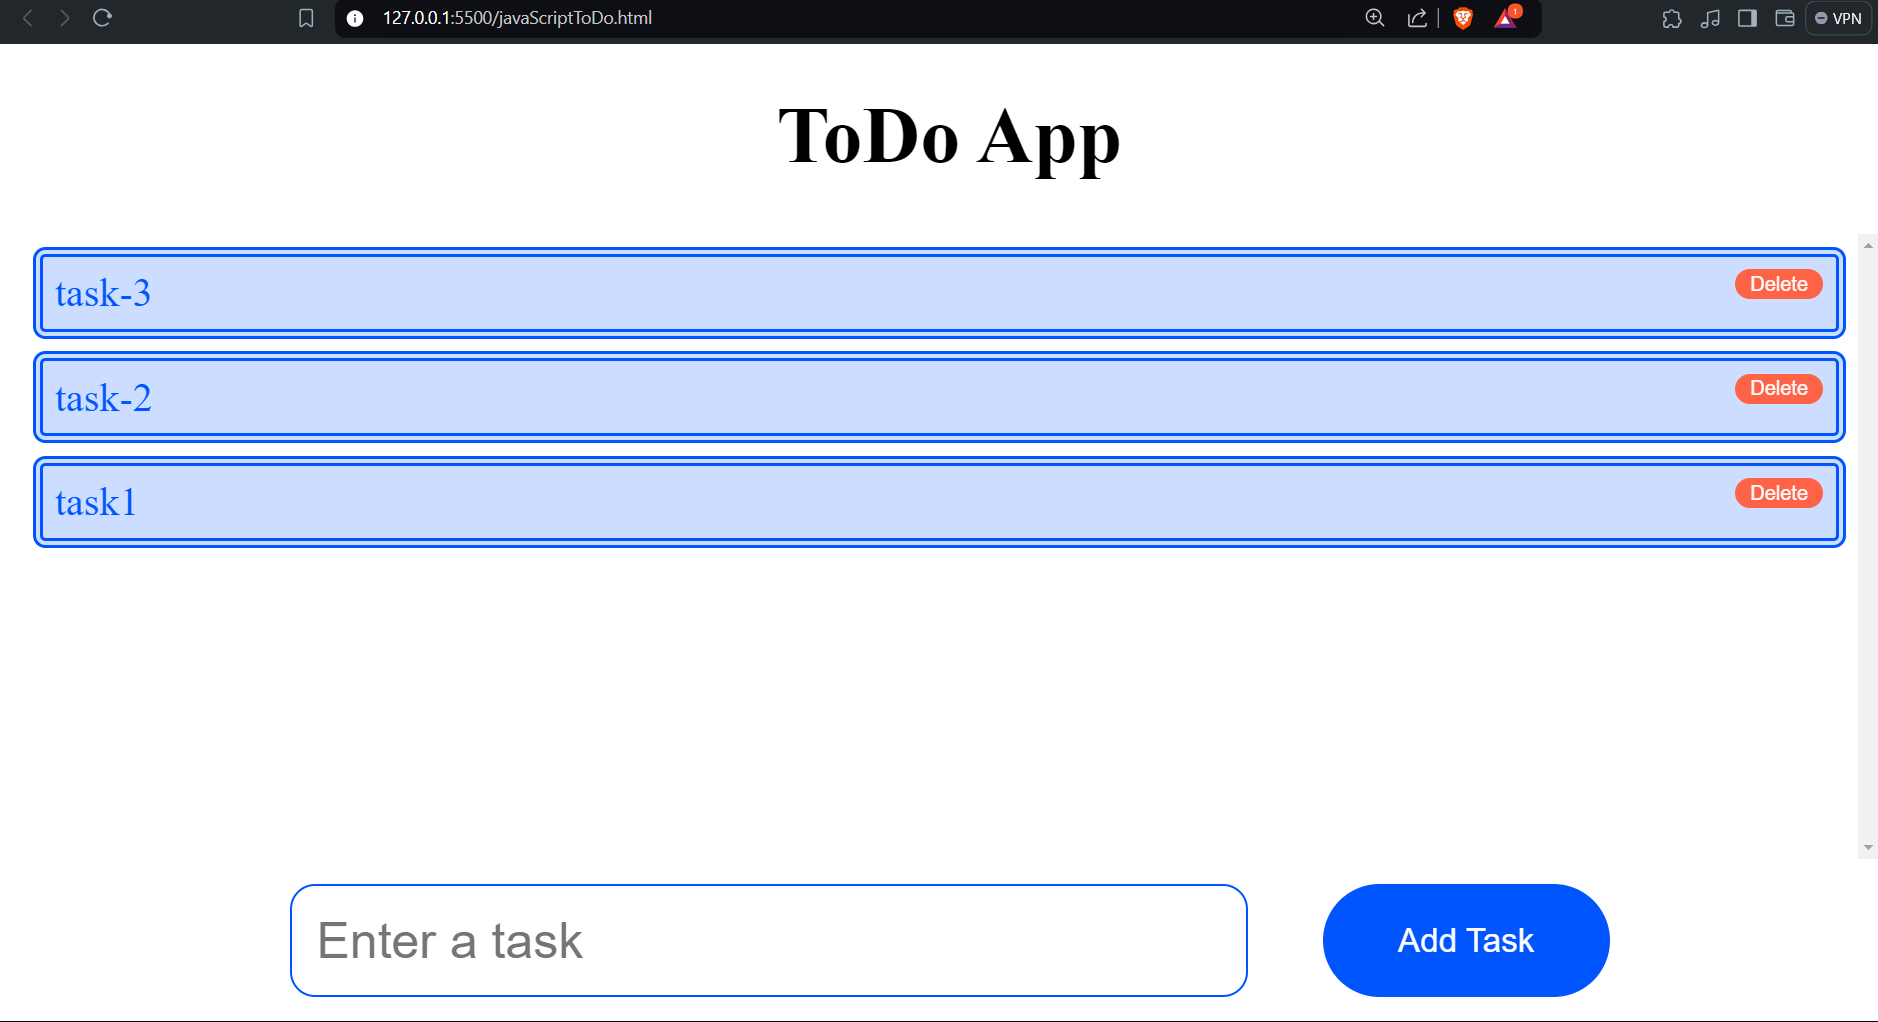 127.0.0.1:5500/javaScriptToDo.html
1
VPN
ToDo App
task-3
Delete
task-2
Delete
task1
Delete
Enter a task
Add Task